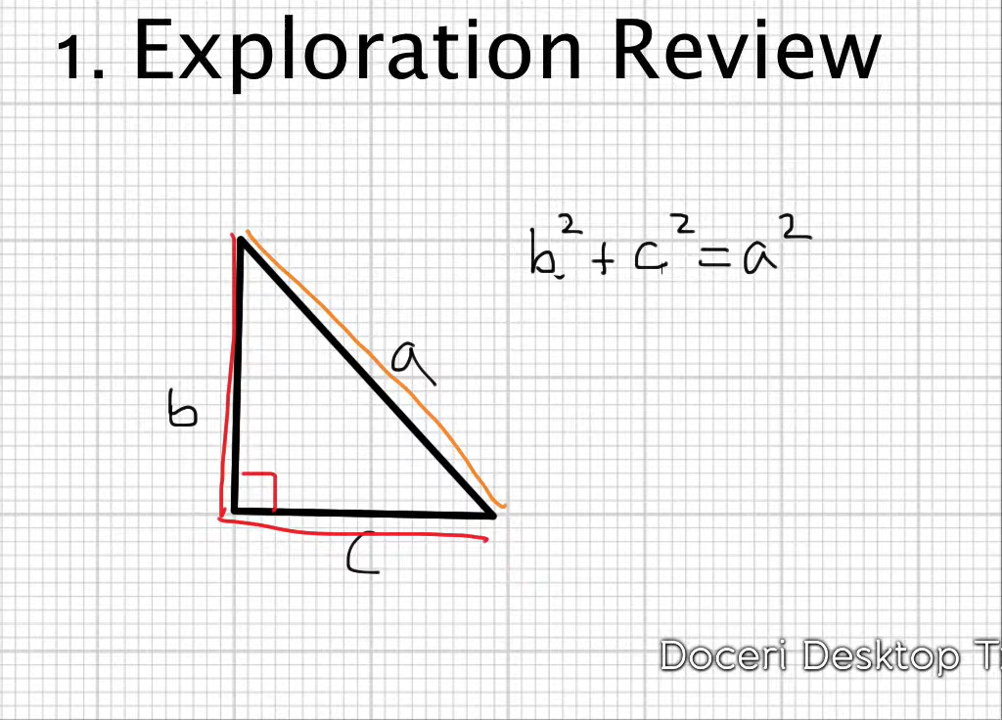 1. Exploration Review
b² + c² = a²
a
b
c
Doceri Desktop